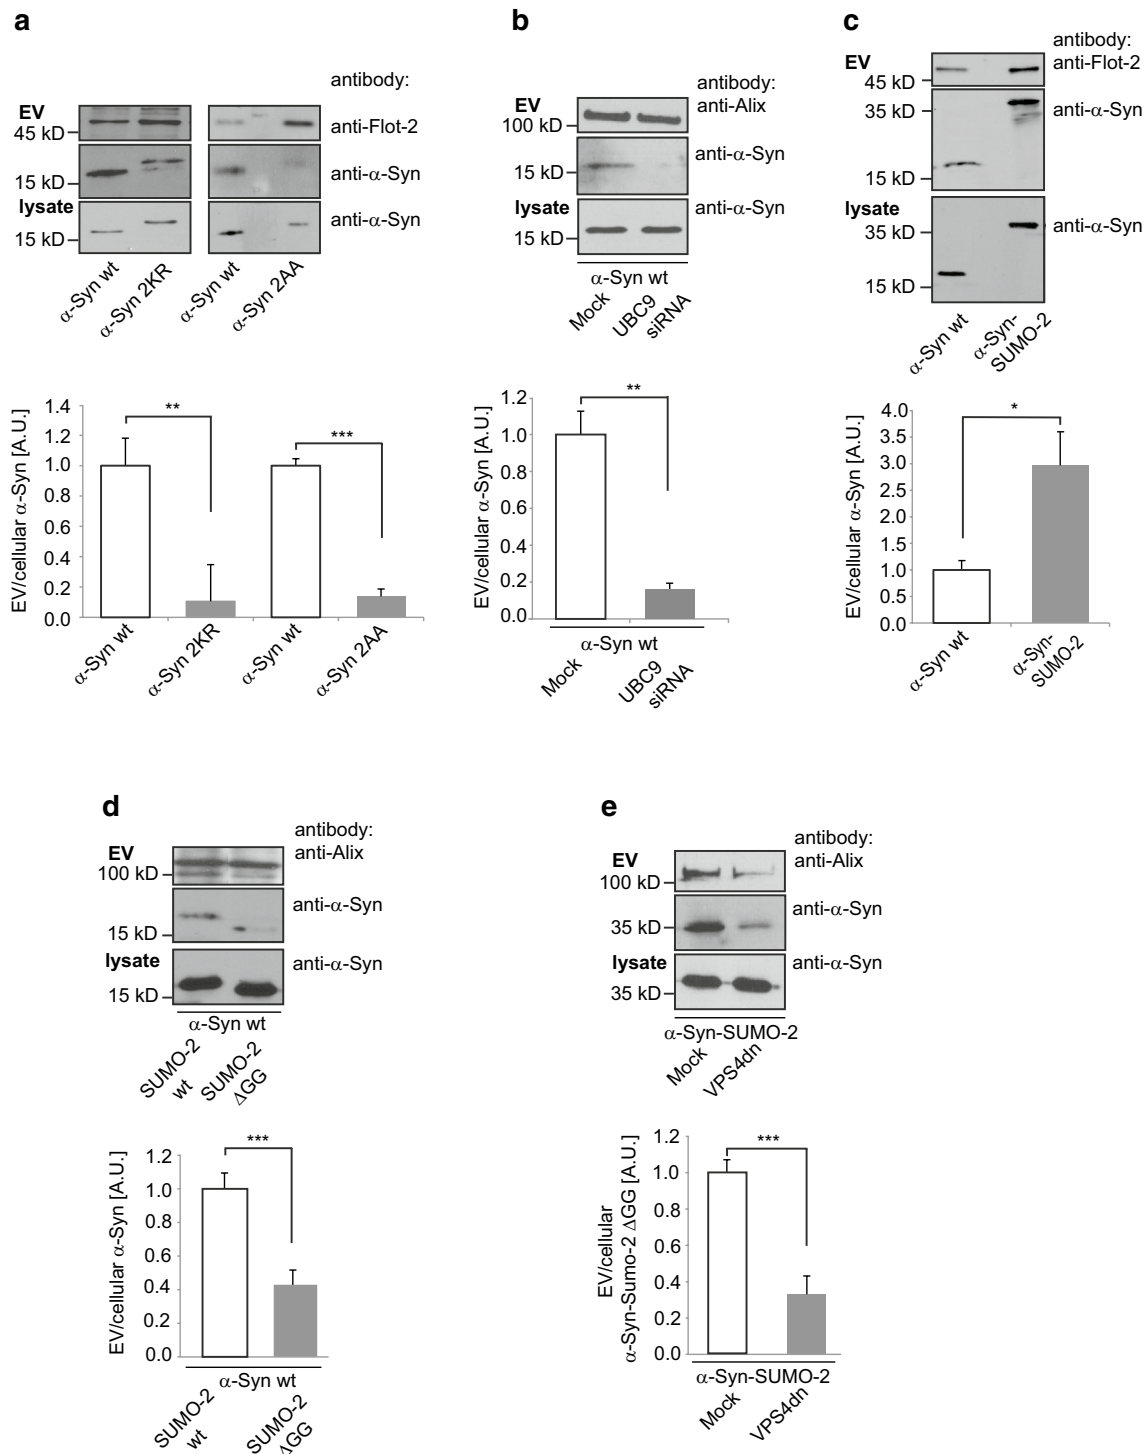 a
antibody:
EV
45 kD
anti-Flot-2
15 kD
anti-α-Syn
lysate
15 kD
anti-α-Syn
α-Syn wt
α-Syn 2KR
α-Syn wt
α-Syn 2AA
EV/cellular α-Syn [A.U.]
1.4
1.2
1.0
0.8
0.6
0.4
0.2
0.0
**
***
α-Syn wt
α-Syn 2KR
α-Syn wt
α-Syn 2AA
b
antibody:
EV
anti-Alix
100 kD
anti-α-Syn
15 kD
lysate
anti-α-Syn
15 kD
α-Syn wt
Mock
UBC9
siRNA
EV/cellular α-Syn [A.U.]
1.2
1.0
0.8
0.6
0.4
0.2
0.0
**
α-Syn wt
Mock
UBC9
siRNA
c
antibody:
EV
anti-Flot-2
45 kD
35 kD
anti-α-Syn
15 kD
lysate
35 kD
anti-α-Syn
15 kD
α-Syn wt
α-Syn-
SUMO-2
EV/cellular α-Syn [A.U.]
4.0
3.5
3.0
2.5
2.0
1.5
1.0
0.5
0.0
*
α-Syn wt
α-Syn-
SUMO-2
d
antibody:
EV
anti-Alix
100 kD
anti-α-Syn
15 kD
lysate
anti-α-Syn
15 kD
α-Syn wt
SUMO-2
wt
SUMO-2
ΔGG
EV/cellular α-Syn [A.U.]
1.2
1.0
0.8
0.6
0.4
0.2
0.0
***
α-Syn wt
SUMO-2
wt
SUMO-2
ΔGG
e
antibody:
EV
anti-Alix
100 kD
anti-α-Syn
35 kD
lysate
anti-α-Syn
35 kD
α-Syn-SUMO-2
Mock
VPS4dn
EV/cellular
α-Syn-Sumo-2 ΔGG [A.U.]
1.2
1.0
0.8
0.6
0.4
0.2
0.0
***
α-Syn-SUMO-2
Mock
VPS4dn